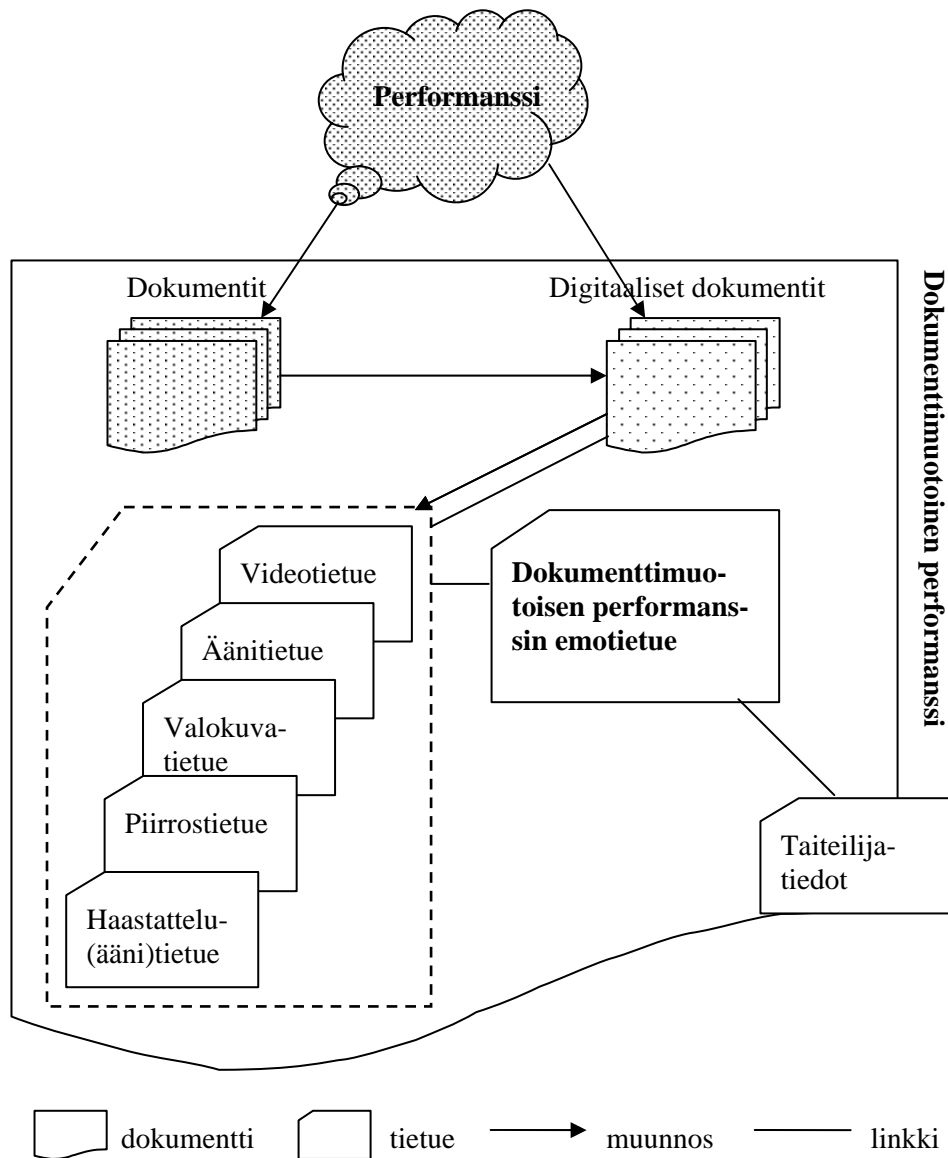 Performanssi
Dokumentit
Digitaaliset dokumentit
Dokumenttimuotoinen performanssi
Videotietue
Äänitietue
Valokuva-
tietue
Piirrostietue
Haastattelu-
(ääni)tietue
Dokumenttimuo-
toisen performans-
sin emotietue
Taiteilija-
tiedot
dokumentti
tietue
muunnos
linkki